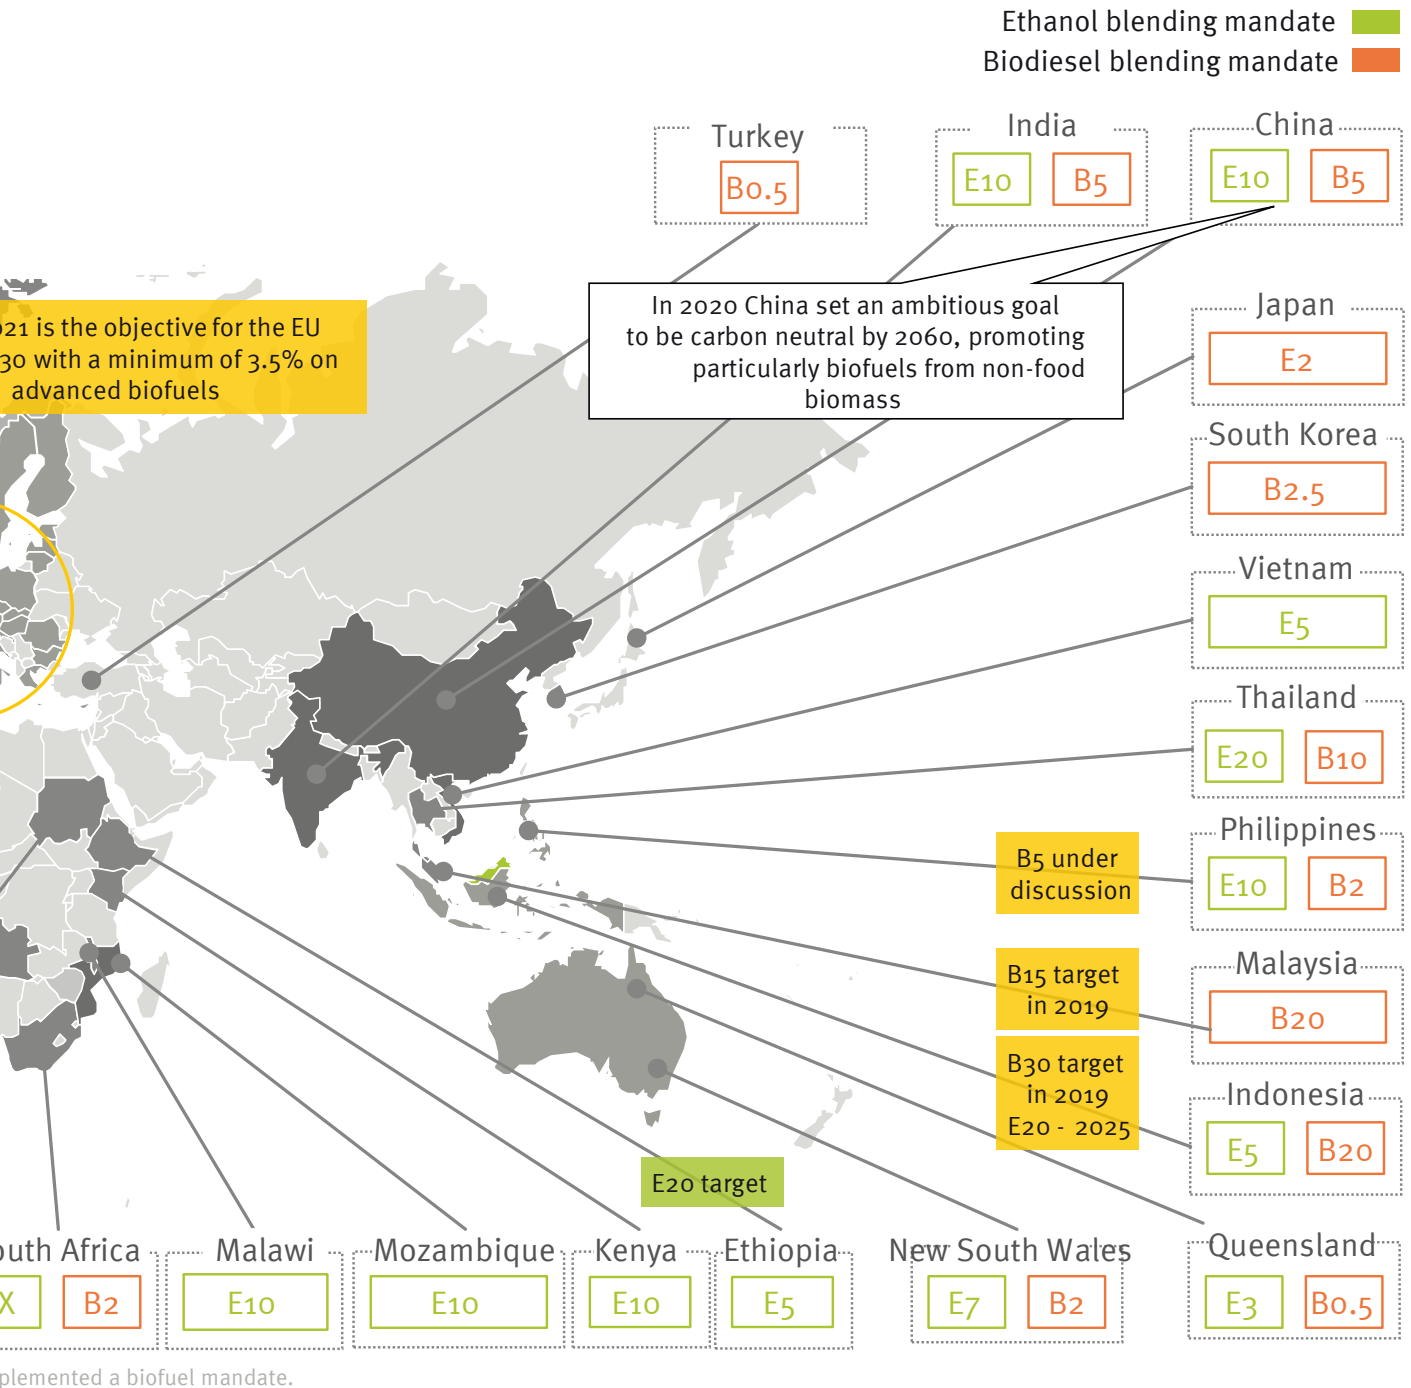 Ethanol blending mandate
Biodiesel blending mandate
Turkey
B0.5
India
E10 B5
China
E10 B5
021 is the objective for the EU
30 with a minimum of 3.5% on
advanced biofuels
In 2020 China set an ambitious goal
to be carbon neutral by 2060, promoting
particularly biofuels from non-food
biomass
Japan
E2
South Korea
B2.5
Vietnam
E5
Thailand
E20 B10
Philippines
E10 B2
B5 under
discussion
Malaysia
B20
B15 target
in 2019
Indonesia
E5 B20
B30 target
in 2019
E20 - 2025
E20 target
outh Africa
X B2
Malawi
E10
Mozambique
E10
Kenya
E10
Ethiopia
E5
New South Wales
E7 B2
Queensland
E3 B0.5
plemented a biofuel mandate.